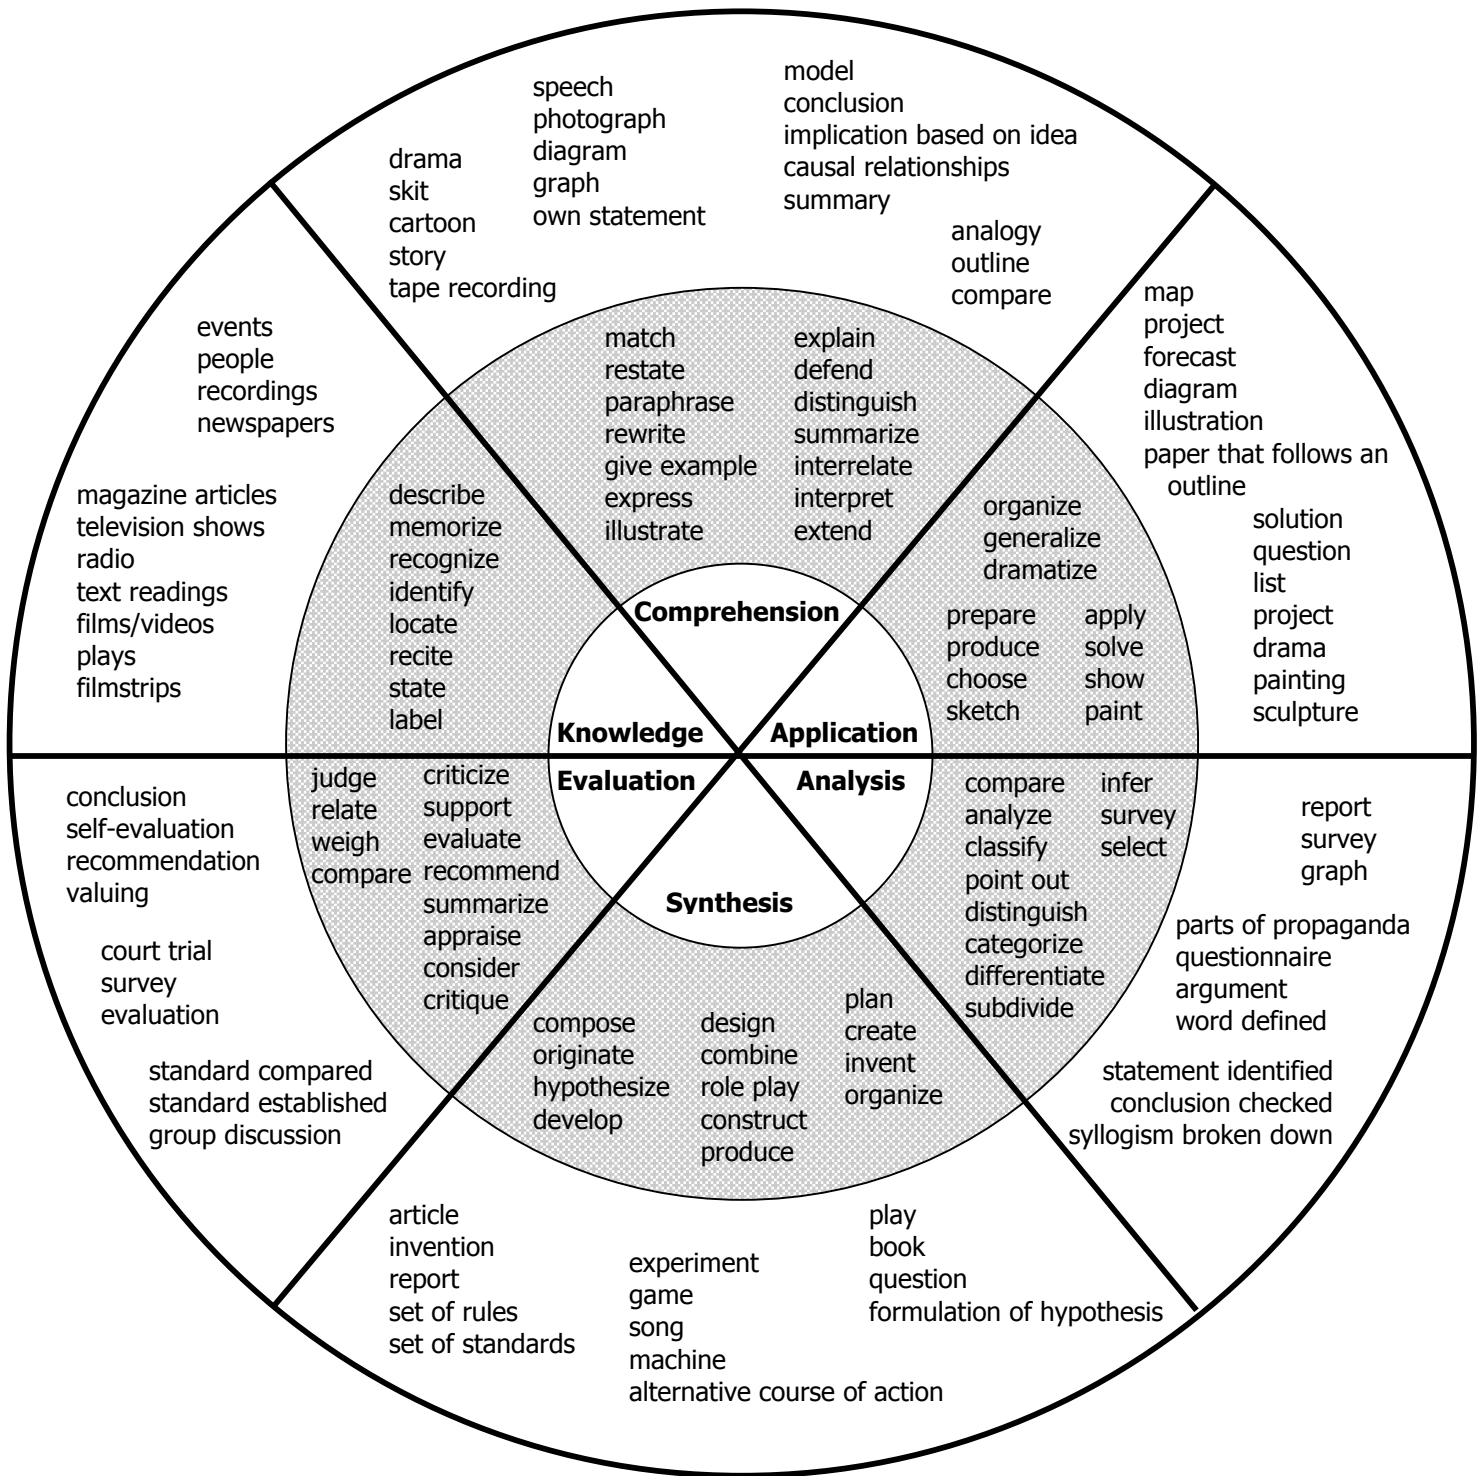 speech
photograph
diagram
graph
own statement
model
conclusion
implication based on idea
causal relationships
summary
drama
skit
cartoon
story
tape recording
analogy
outline
compare
match
restate
paraphrase
rewrite
give example
express
illustrate
explain
defend
distinguish
summarize
interrelate
interpret
extend
Comprehension
events
people
recordings
newspapers
magazine articles
television shows
radio
text readings
films/videos
plays
filmstrips
describe
memorize
recognize
identify
locate
recite
state
label
Knowledge
map
project
forecast
diagram
illustration
paper that follows an
outline
solution
question
list
project
drama
painting
sculpture
organize
generalize
dramatize
prepare
produce
choose
sketch
apply
solve
show
paint
Application
Evaluation
judge
relate
weigh
compare
criticize
support
evaluate
recommend
summarize
appraise
consider
critique
conclusion
self-evaluation
recommendation
valuing
court trial
survey
evaluation
standard compared
standard established
group discussion
Analysis
compare
analyze
classify
point out
distinguish
categorize
differentiate
subdivide
infer
survey
select
report
survey
graph
parts of propaganda
questionnaire
argument
word defined
statement identified
conclusion checked
syllogism broken down
Synthesis
compose
originate
hypothesize
develop
design
combine
role play
construct
produce
plan
create
invent
organize
article
invention
report
set of rules
set of standards
experiment
game
song
machine
alternative course of action
play
book
question
formulation of hypothesis